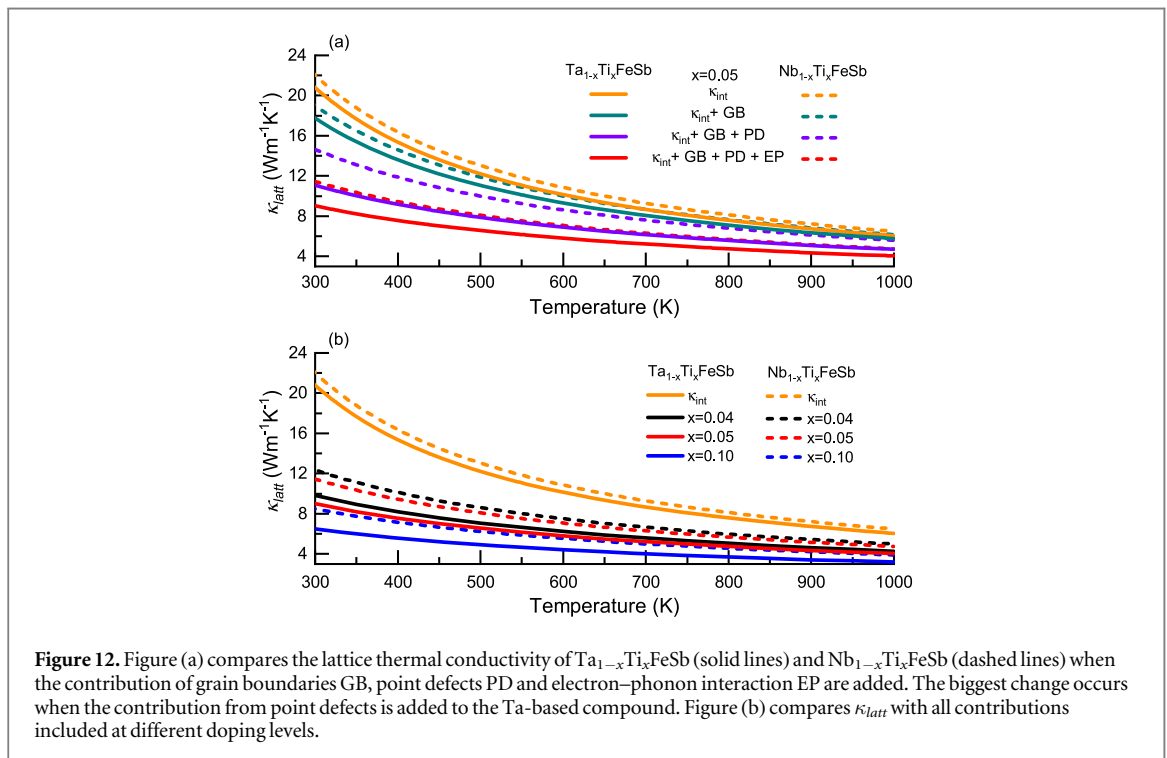 (a)
24
20
16
12
8
4
κlatt (Wm-1K-1)
Ta1-xTixFeSb x=0.05 Nb1-xTixFeSb
κint
κint+ GB
κint+ GB + PD
κint+ GB + PD + EP
300 400 500 600 700 800 900 1000
Temperature (K)
(b)
24
20
16
12
8
4
κlatt (Wm-1K-1)
Ta1-xTixFeSb Nb1-xTixFeSb
κint κint
x=0.04 x=0.04
x=0.05 x=0.05
x=0.10 x=0.10
300 400 500 600 700 800 900 1000
Temperature (K)
Figure 12. Figure (a) compares the lattice thermal conductivity of Ta1−xTixFeSb (solid lines) and Nb1−xTixFeSb (dashed lines) when
the contribution of grain boundaries GB, point defects PD and electron–phonon interaction EP are added. The biggest change occurs
when the contribution from point defects is added to the Ta-based compound. Figure (b) compares κlatt with all contributions
included at different doping levels.